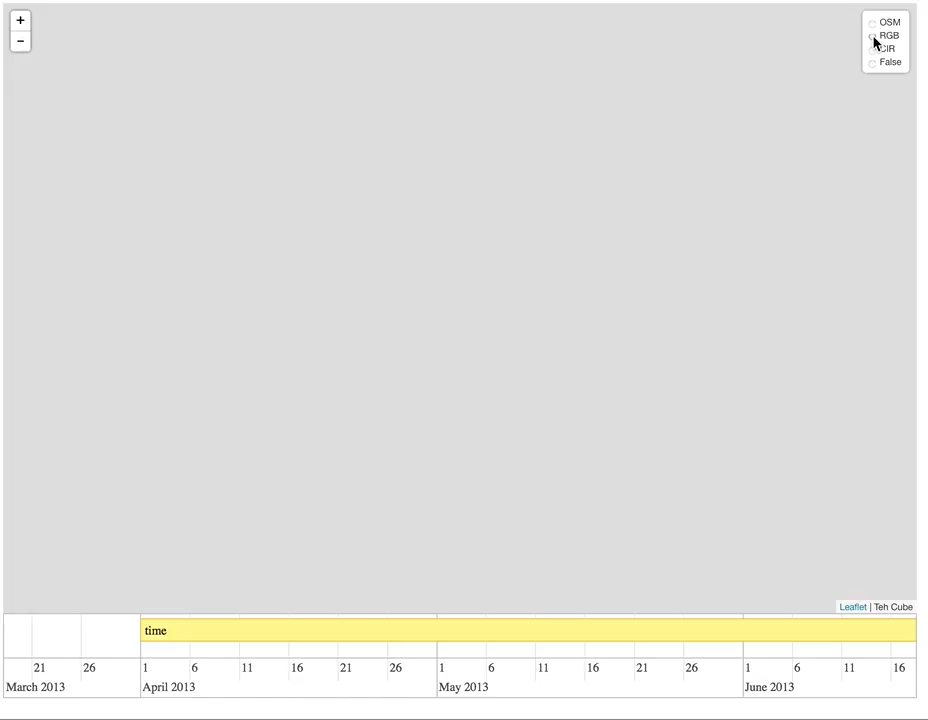 +
−
OSM
RGB
CIR
False
Leaflet | Teh Cube
time
21 26 1 6 11 16 21 26 1 6 11 16 21 26 1 6 11 16
March 2013 April 2013 May 2013 June 2013